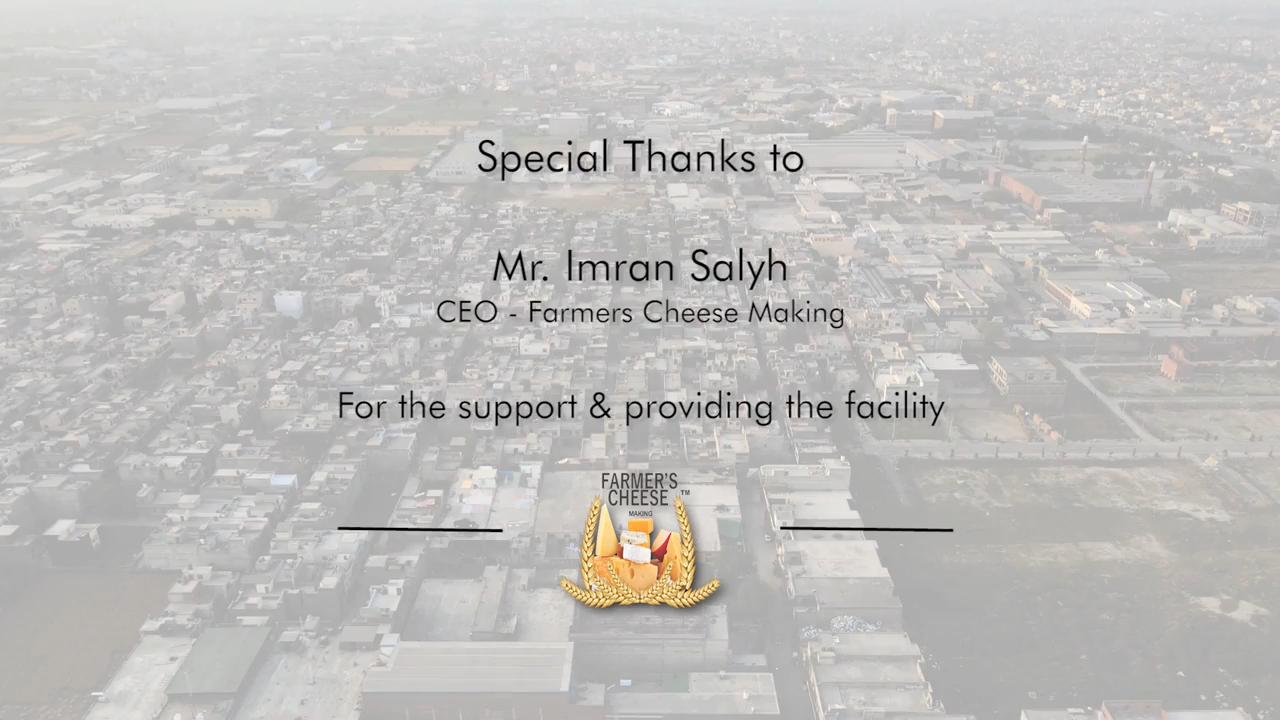 Special Thanks to
Mr. Imran Salyh
CEO - Farmers Cheese Making
For the support & providing the facility
FARMER'S
CHEESE ™
MAKING